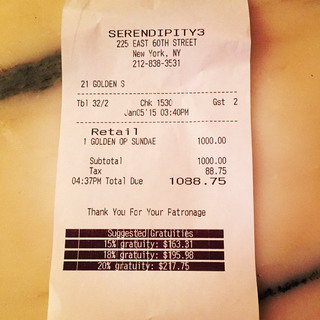 SERENDIPITY3
225 EAST 60TH STREET
New York, NY
212-838-3531
21 GOLDEN S
Tbl 32/2 Chk 1530 Gst 2
Jan05'15 03:40PM
Retail
1 GOLDEN OP SUNDAE 1000.00
Subtotal 1000.00
Tax 88.75
04:37PM Total Due 1088.75
Thank You For Your Patronage
Suggested Gratuities
15% gratuity: $163.31
18% gratuity: $195.98
20% gratuity: $217.75